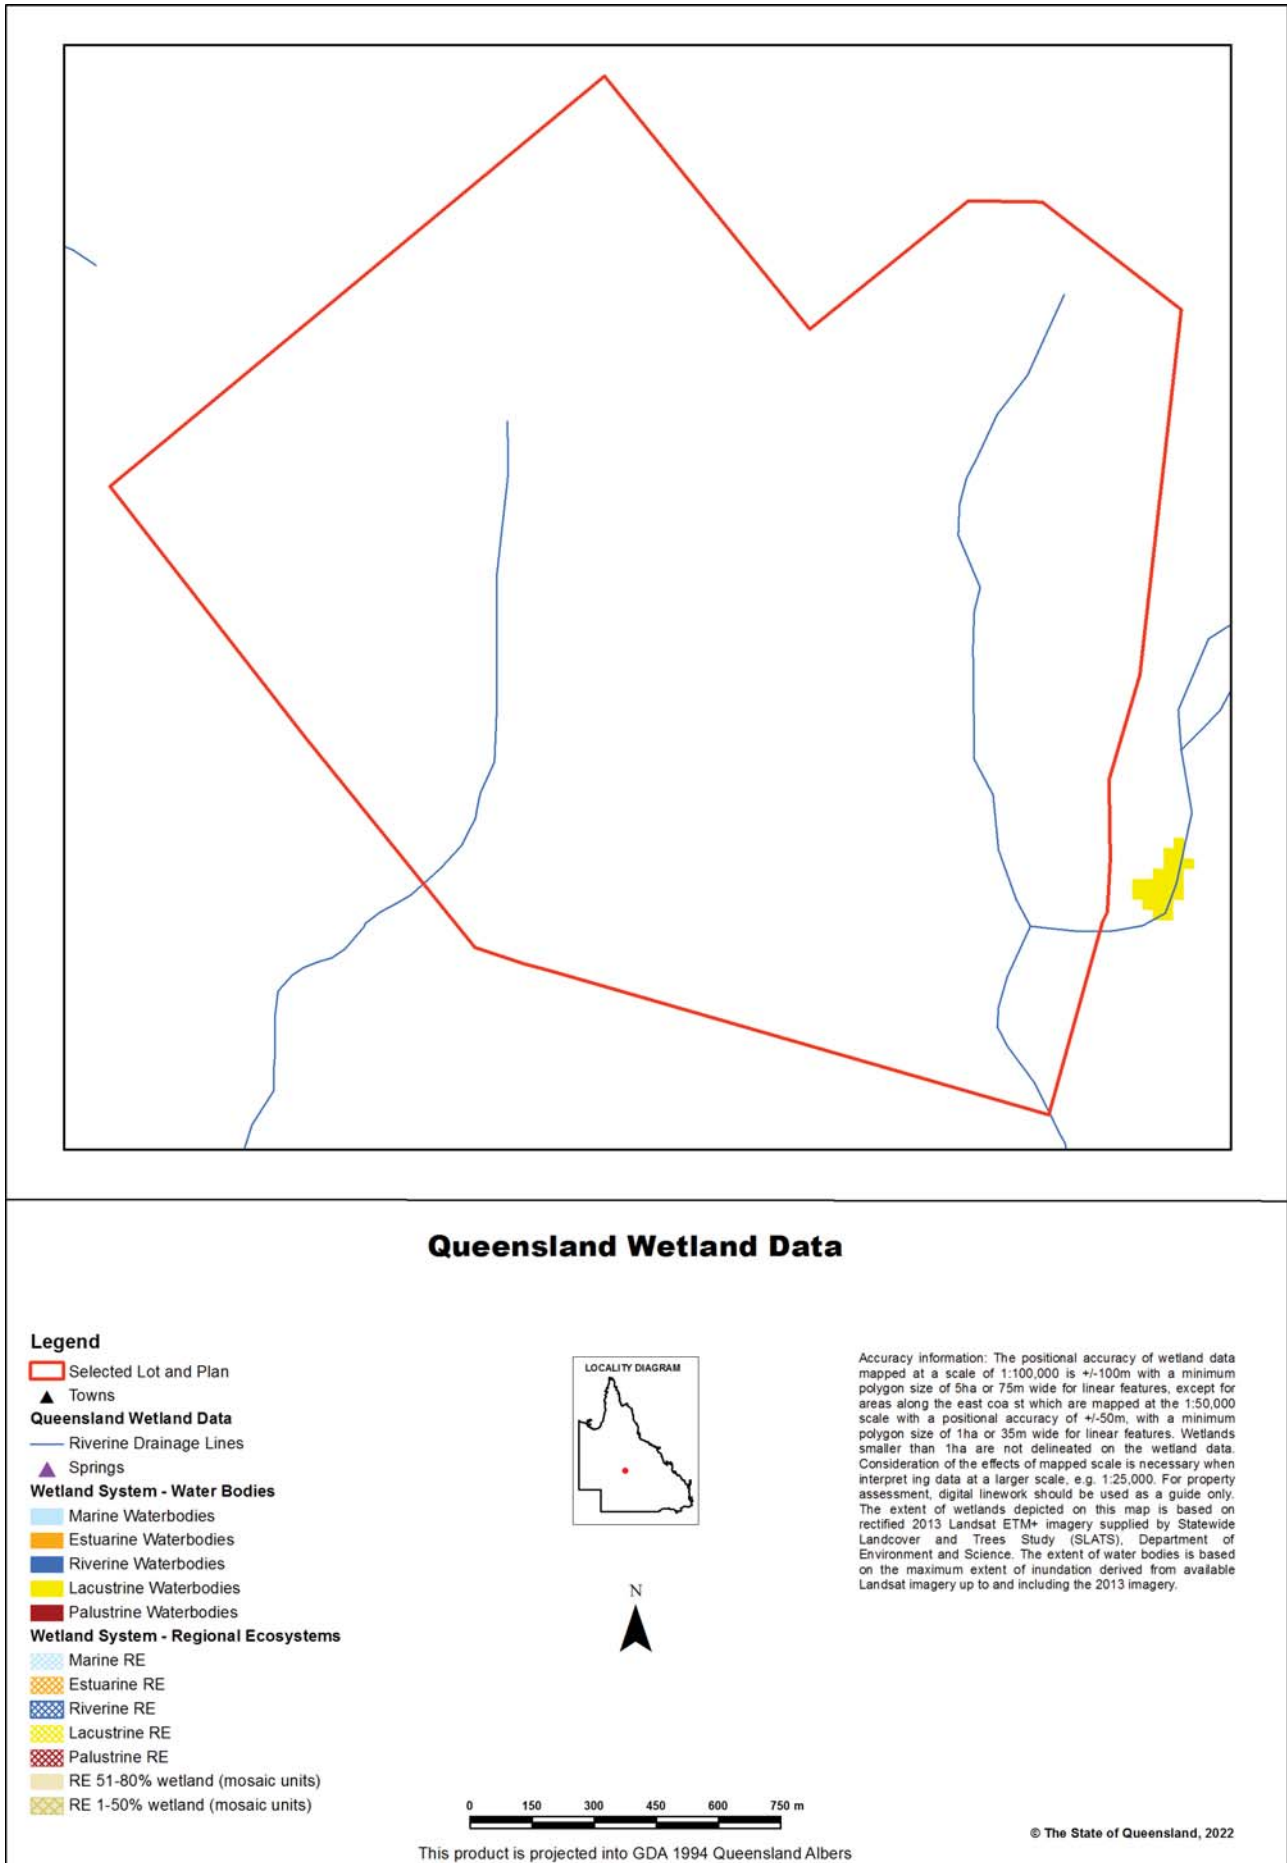 Queensland Wetland Data
Legend
Selected Lot and Plan
Towns
Queensland Wetland Data
Riverine Drainage Lines
Springs
Wetland System - Water Bodies
Marine Waterbodies
Estuarine Waterbodies
Riverine Waterbodies
Lacustrine Waterbodies
Palustrine Waterbodies
Wetland System - Regional Ecosystems
Marine RE
Estuarine RE
Riverine RE
Lacustrine RE
Palustrine RE
RE 51-80% wetland (mosaic units)
RE 1-50% wetland (mosaic units)
LOCALITY DIAGRAM
N
0 150 300 450 600 750 m
This product is projected into GDA 1994 Queensland Albers
Accuracy information: The positional accuracy of wetland data
mapped at a scale of 1:100,000 is +/-100m with a minimum
polygon size of 5ha or 75m wide for linear features, except for
areas along the east coa st which are mapped at the 1:50,000
scale with a positional accuracy of +/-50m, with a minimum
polygon size of 1ha or 35m wide for linear features. Wetlands
smaller than 1ha are not delineated on the wetland data.
Consideration of the effects of mapped scale is necessary when
interpret ing data at a larger scale, e.g. 1:25,000. For property
assessment, digital linework should be used as a guide only.
The extent of wetlands depicted on this map is based on
rectified 2013 Landsat ETM+ imagery supplied by Statewide
Landcover and Trees Study (SLATS), Department of
Environment and Science. The extent of water bodies is based
on the maximum extent of inundation derived from available
Landsat imagery up to and including the 2013 imagery.
© The State of Queensland, 2022